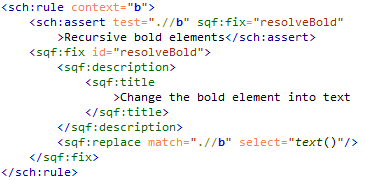 <sch:rule context="b">
<sch:assert test=".//b" sqf:fix="resolveBold"
>Recursive bold elements</sch:assert>
<sqf:fix id="resolveBold">
<sqf:description>
<sqf:title
>Change the bold element into text
</sqf:title>
</sqf:description>
<sqf:replace match=".//b" select="text()"/>
</sqf:fix>
</sch:rule>